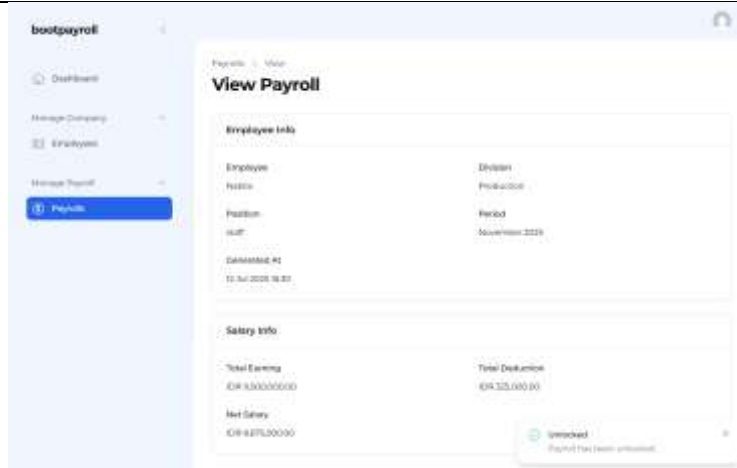 bootpayroll
Dashboard
Manage Company
Employees
Manage Payroll
Payrolls
Payrolls View
View Payroll
Employee Info
Employee
Division
Production
Position
Period
staff
November 2025
Generated At
Salary Info
Total Earning
Total Deduction
Net Salary
Unlocked
Payroll has been unlocked